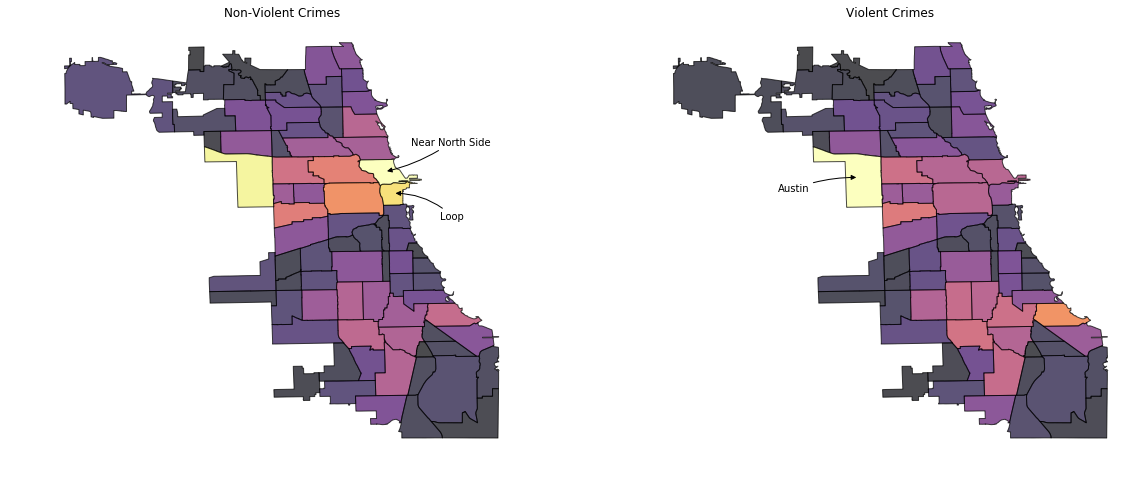 Non-Violent Crimes
Violent Crimes
Near North Side
Austin
Loop